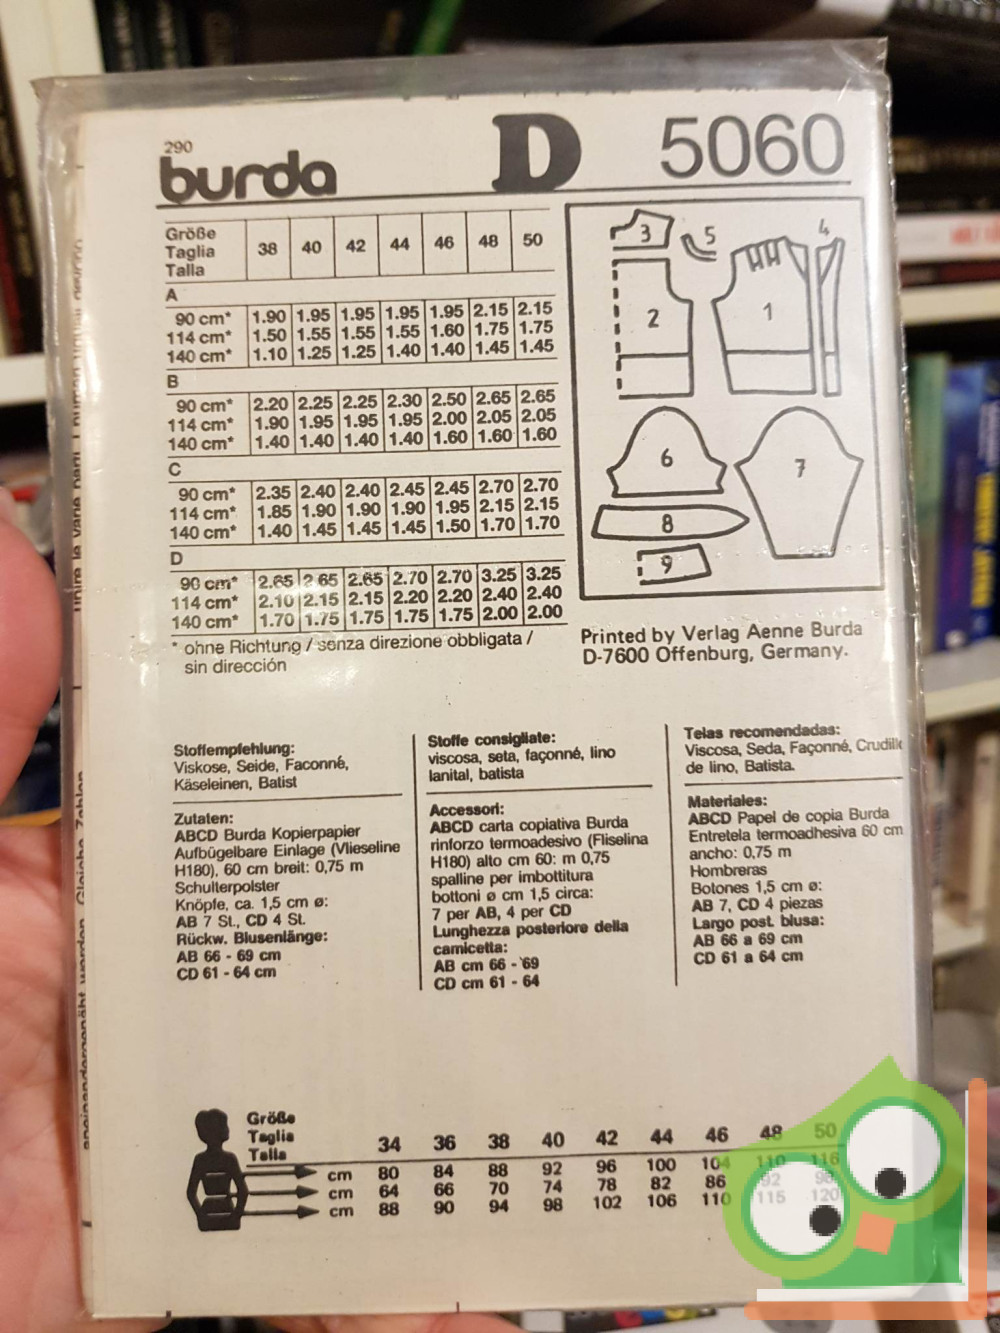 290
burda D 5060
Größe
Taglia 38 40 42 44 46 48 50
Talla
A
90 cm* 1.90 1.95 1.95 1.95 1.95 2.15 2.15
114 cm* 1.50 1.55 1.55 1.55 1.60 1.75 1.75
140 cm* 1.10 1.25 1.25 1.40 1.40 1.45 1.45
B
90 cm* 2.20 2.25 2.25 2.30 2.50 2.65 2.65
114 cm* 1.90 1.95 1.95 1.95 2.00 2.05 2.05
140 cm* 1.40 1.40 1.40 1.40 1.60 1.60 1.60
C
90 cm* 2.35 2.40 2.40 2.45 2.45 2.70 2.70
114 cm* 1.85 1.90 1.90 1.90 1.95 2.15 2.15
140 cm* 1.40 1.45 1.45 1.45 1.50 1.70 1.70
D
90 cm* 2.65 2.65 2.65 2.70 2.70 3.25 3.25
114 cm* 2.10 2.15 2.15 2.20 2.20 2.40 2.40
140 cm* 1.70 1.75 1.75 1.75 1.75 2.00 2.00
* ohne Richtung / senza direzione obbligata /
sin dirección
3 5 4
2 1
6 7
8
9
Printed by Verlag Aenne Burda
D-7600 Offenburg, Germany.
Stoffempfehlung:
Viskose, Seide, Faconné,
Käseleinen, Batist
Zutaten:
ABCD Burda Kopierpapier
Aufbügelbare Einlage (Vlieseline
H180), 60 cm breit: 0,75 m
Schulterpolster
Knöpfe, ca. 1,5 cm ø:
AB 7 St., CD 4 St.
Rückw. Blusenlänge:
AB 66 - 69 cm
CD 61 - 64 cm
Stoffe consigliate:
viscosa, seta, façonné, lino
lanital, batista
Accessori:
ABCD carta copiativa Burda
rinforzo termoadesivo (Fliselina
H180) alto cm 60: m 0,75
spalline per imbottitura
bottoni ø cm 1,5 circa:
7 per AB, 4 per CD
Lunghezza posteriore della
camicetta:
AB cm 66 - 69
CD cm 61 - 64
Telas recomendadas:
Viscosa, Seda, Façonné, Crudillo
de lino, Batista.
Materiales:
ABCD Papel de copia Burda
Entretela termoadhesiva 60 cm
ancho: 0,75 m
Hombreras
Botones 1,5 cm ø:
AB 7, CD 4 piezas
Largo post. blusa:
AB 66 a 69 cm
CD 61 a 64 cm
Größe
Taglia
Talla 34 36 38 40 42 44 46 48 50
cm 80 84 88 92 96 100 104 110 116
cm 64 66 70 74 78 82 86 92 98
cm 88 90 94 98 102 106 110 115 120